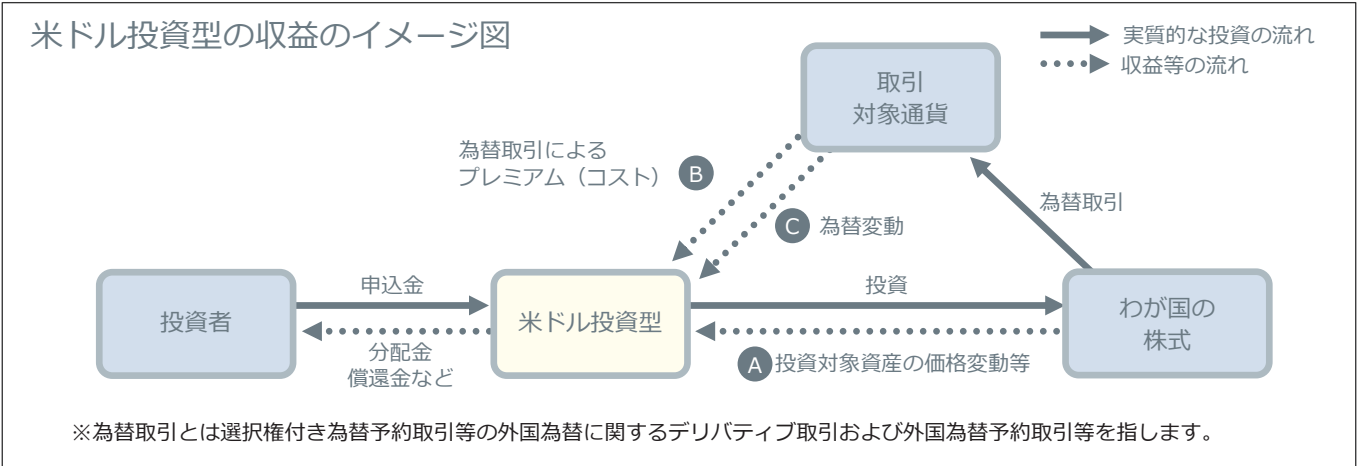 米ドル投資型の収益のイメージ図
実質的な投資の流れ
収益等の流れ
取引
対象通貨
為替取引による
プレミアム（コスト）
B
C
為替変動
為替取引
投資者
申込金
分配金
償還金など
米ドル投資型
投資
A
投資対象資産の価格変動等
わが国の
株式
※為替取引とは選択権付き為替予約取引等の外国為替に関するデリバティブ取引および外国為替予約取引等を指します。